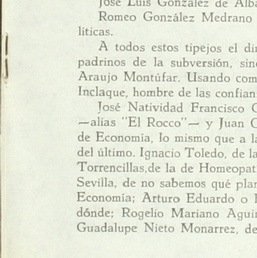 José Luis González de Alba
Romeo González Medrano
líticas.
A todos estos tipejos el di
padrinos de la subversión, sin
Araujo Montúfar. Usando com
Inclaque, hombre de las confian
José Natividad Francisco
—alias "El Rocco"— y Juan
de Economía, lo mismo que a l
del último. Ignacio Toledo, de l
Torrencillas,de la de Homeopat
Sevilla, de no sabemos qué plan
Economía; Arturo Eduardo o
dónde; Rogelio Mariano Agui
Guadalupe Nieto Monarrez, de